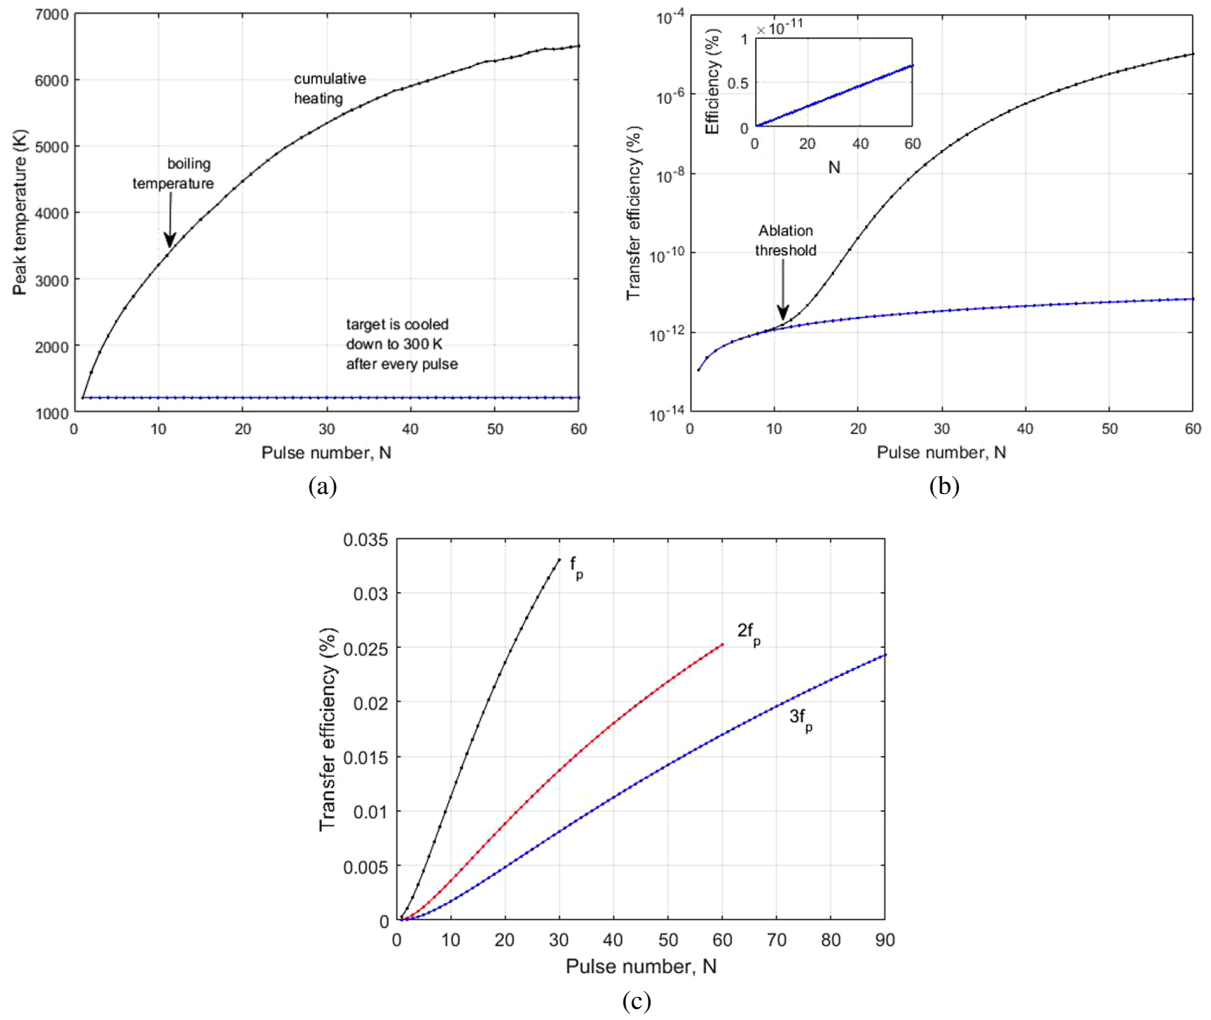 7000
6000
5000
4000
3000
2000
1000
Peak temperature (K)
cumulative
heating
boiling
temperature
target is cooled
down to 300 K
after every pulse
0
10
20
30
40
50
60
Pulse number, N
(a)
10-4
10-6
10-8
10-10
10-12
10-14
Transfer efficiency (%)
×10-11
1
0.5
0
Efficiency (%)
0
20
40
60
N
Ablation
threshold
0
10
20
30
40
50
60
Pulse number, N
(b)
0.035
0.03
0.025
0.02
0.015
0.01
0.005
0
Transfer efficiency (%)
fp
2fp
3fp
0
10
20
30
40
50
60
70
80
90
Pulse number, N
(c)